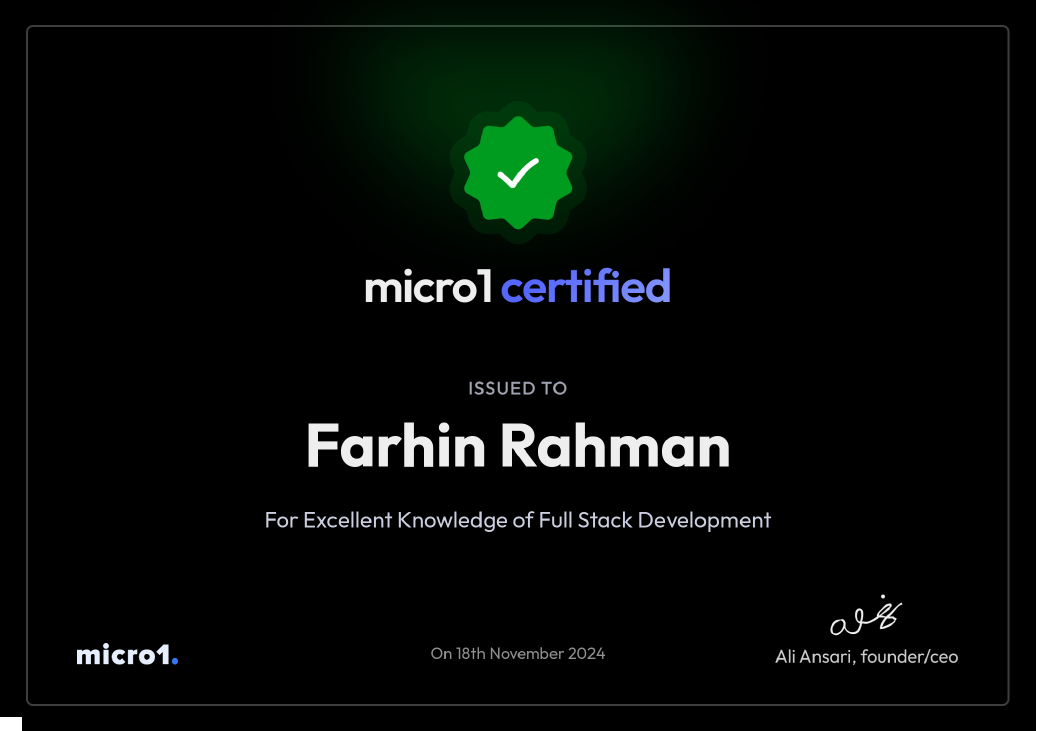 micro1 certified
ISSUED TO
Farhin Rahman
For Excellent Knowledge of Full Stack Development
micro1.
On 18th November 2024
Ali Ansari, founder/ceo